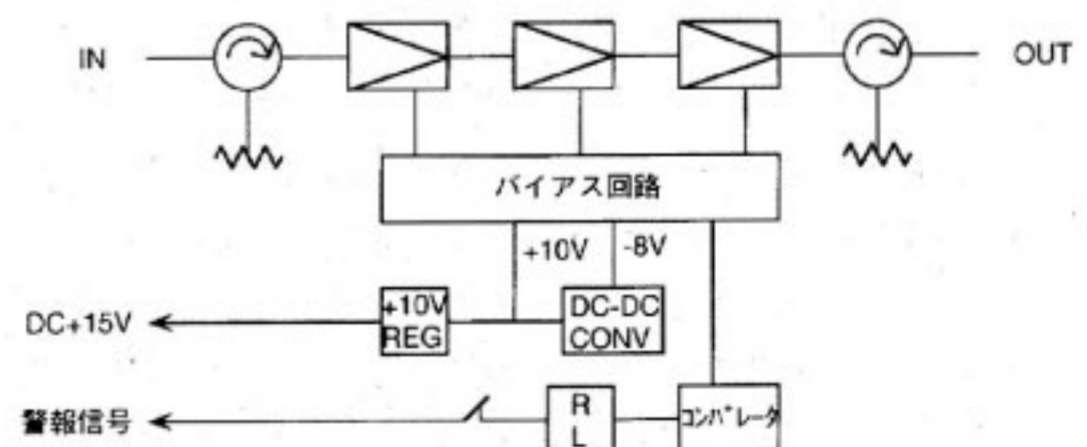 IN
OUT
バイアス回路
+10V
-8V
DC+15V
+10V
REG
DC-DC
CONV
警報信号
R
L
コンパレータ